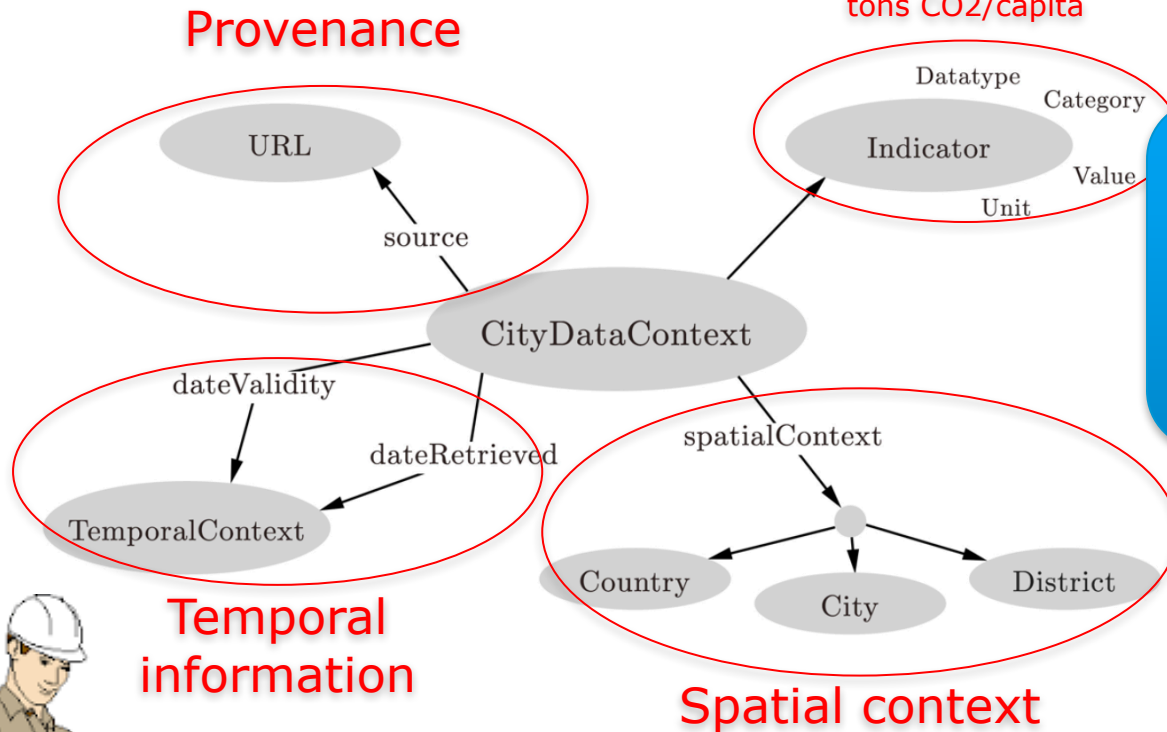 tons CO2/capita
Provenance
Datatype
Category
URL
Indicator
Value
Unit
source
CityDataContext
dateValidity
spatialContext
dateRetrieved
TemporalContext
Country
City
District
Temporal
information
Spatial context